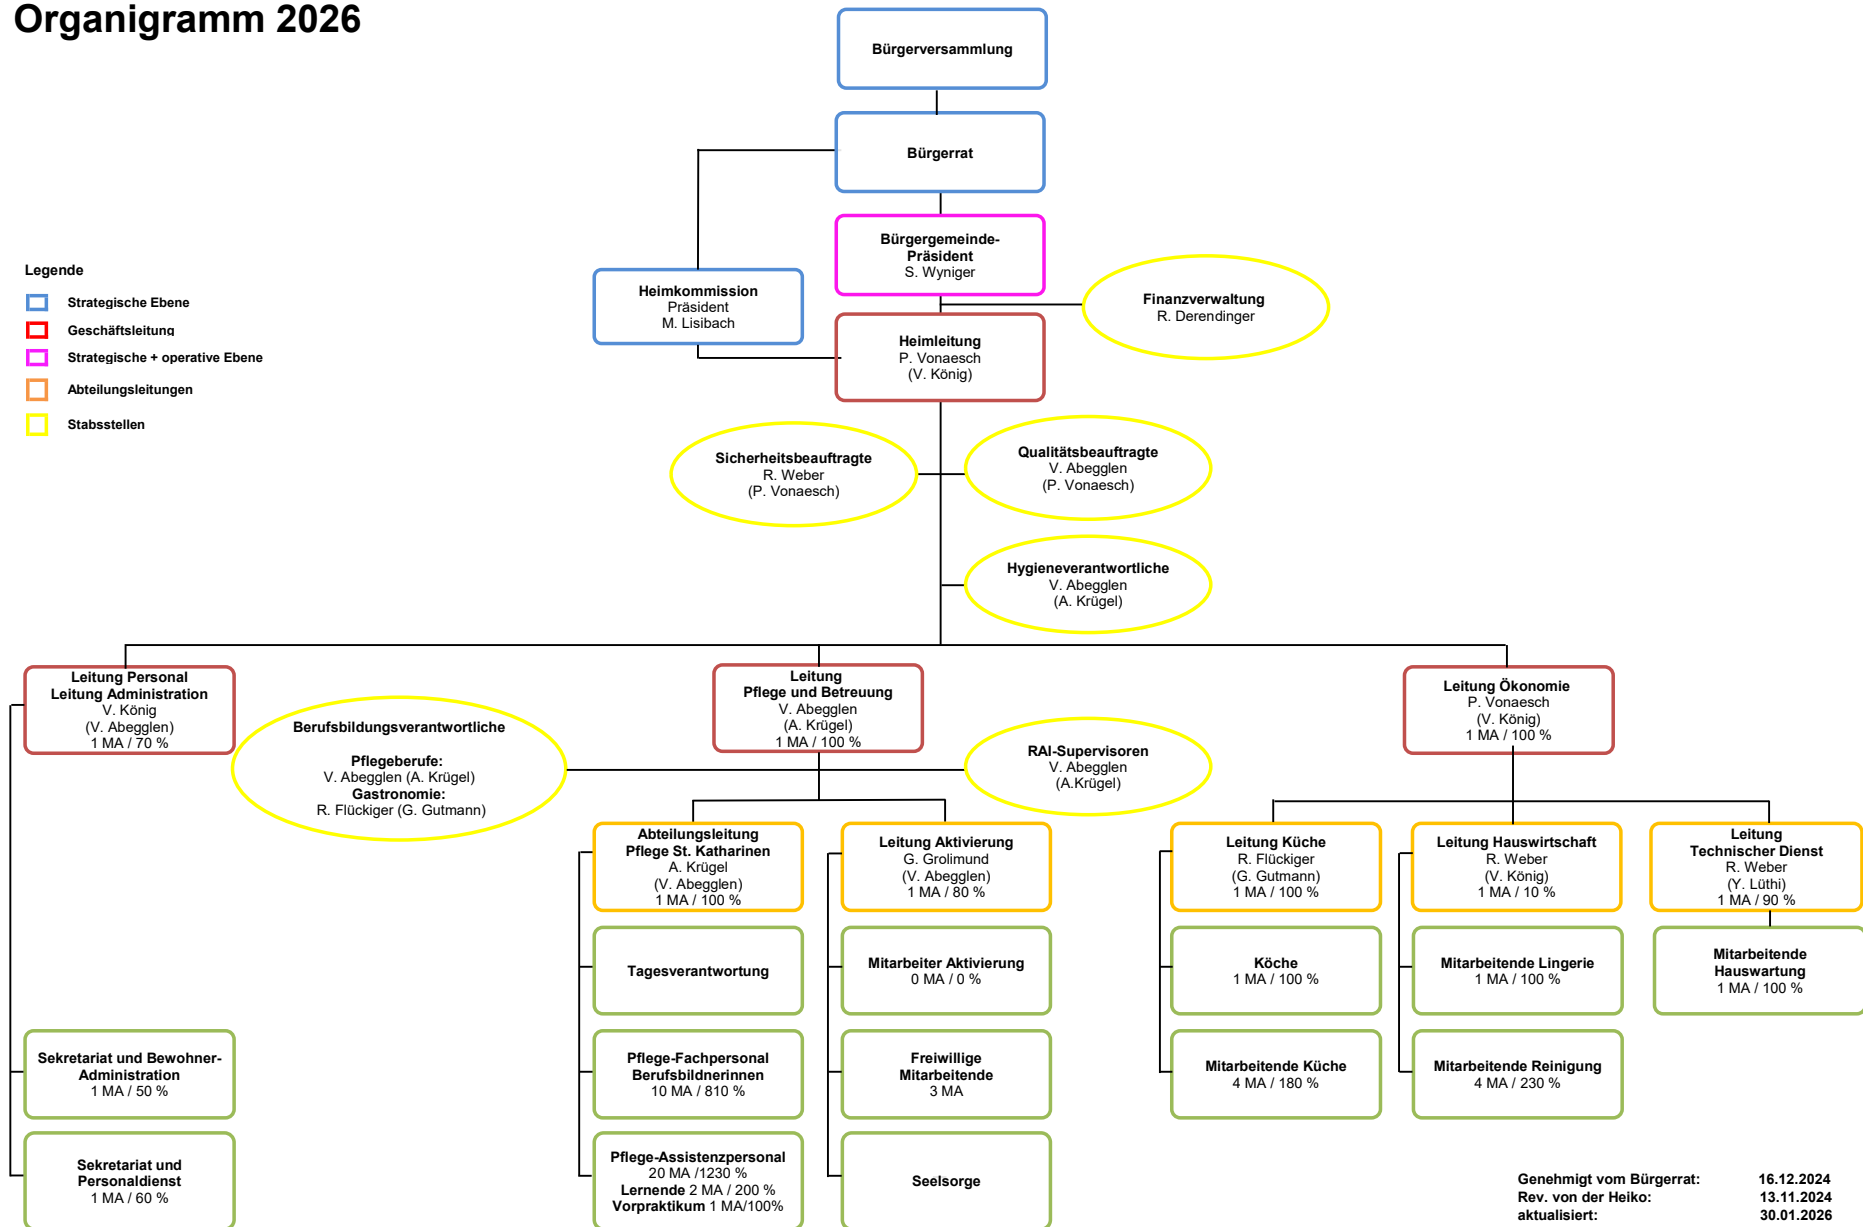 Organigramm 2026
Bürgerversammlung
Bürgerrat
Bürgergemeinde-
Präsident
S. Wyniger
Legende
Strategische Ebene
Geschäftsleitung
Strategische + operative Ebene
Abteilungsleitungen
Stabsstellen
Heimkommission
Präsident
M. Lisibach
Finanzverwaltung
R. Derendinger
Heimleitung
P. Vonaesch
(V. König)
Sicherheitsbeauftragte
R. Weber
(P. Vonaesch)
Qualitätsbeauftragte
V. Abegglen
(P. Vonaesch)
Hygieneverantwortliche
V. Abegglen
(A. Krügel)
Leitung Personal
Leitung Administration
V. König
(V. Abegglen)
1 MA / 70 %
Leitung
Pflege und Betreuung
V. Abegglen
(A. Krügel)
1 MA / 100 %
Leitung Ökonomie
P. Vonaesch
(V. König)
1 MA / 100 %
Berufsbildungsverantwortliche
Pflegeberufe:
V. Abegglen (A. Krügel)
Gastronomie:
R. Flückiger (G. Gutmann)
RAI-Supervisoren
V. Abegglen
(A.Krügel)
Abteilungsleitung
Pflege St. Katharinen
A. Krügel
(V. Abegglen)
1 MA / 100 %
Leitung Aktivierung
G. Grolimund
(V. Abegglen)
1 MA / 80 %
Leitung Küche
R. Flückiger
(G. Gutmann)
1 MA / 100 %
Leitung Hauswirtschaft
R. Weber
(V. König)
1 MA / 10 %
Leitung
Technischer Dienst
R. Weber
(Y. Lüthi)
1 MA / 90 %
Tagesverantwortung
Mitarbeiter Aktivierung
0 MA / 0 %
Köche
1 MA / 100 %
Mitarbeitende Lingerie
1 MA / 100 %
Mitarbeitende
Hauswartung
1 MA / 100 %
Sekretariat und Bewohner-
Administration
1 MA / 50 %
Pflege-Fachpersonal
Berufsbildnerinnen
10 MA / 810 %
Freiwillige
Mitarbeitende
3 MA
Mitarbeitende Küche
4 MA / 180 %
Mitarbeitende Reinigung
4 MA / 230 %
Sekretariat und
Personaldienst
1 MA / 60 %
Pflege-Assistenzpersonal
20 MA /1230 %
Lernende 2 MA / 200 %
Vorpraktikum 1 MA/100%
Seelsorge
Genehmigt vom Bürgerrat: 16.12.2024
Rev. von der Heiko: 13.11.2024
aktualisiert: 30.01.2026